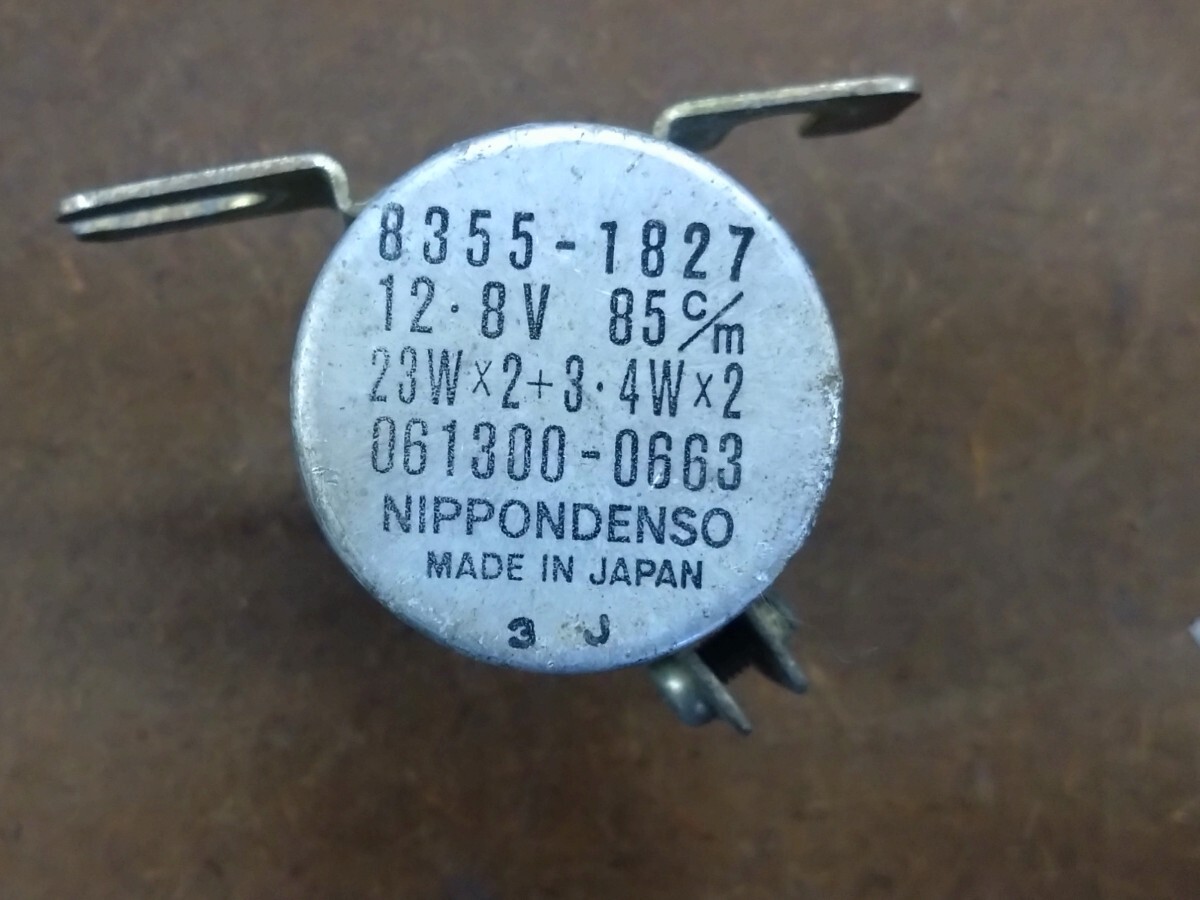 8355-1827
12.8V 85c/m
23W×2+3.4W×2
061300-0663
NIPPONDENSO
MADE IN JAPAN
3 J